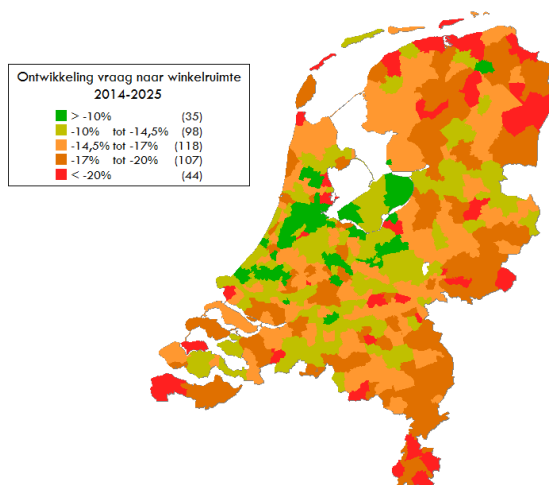 Ontwikkeling vraag naar winkelruimte
2014-2025
> -10% (35)
-10% tot -14,5% (98)
-14,5% tot -17% (118)
-17% tot -20% (107)
< -20% (44)